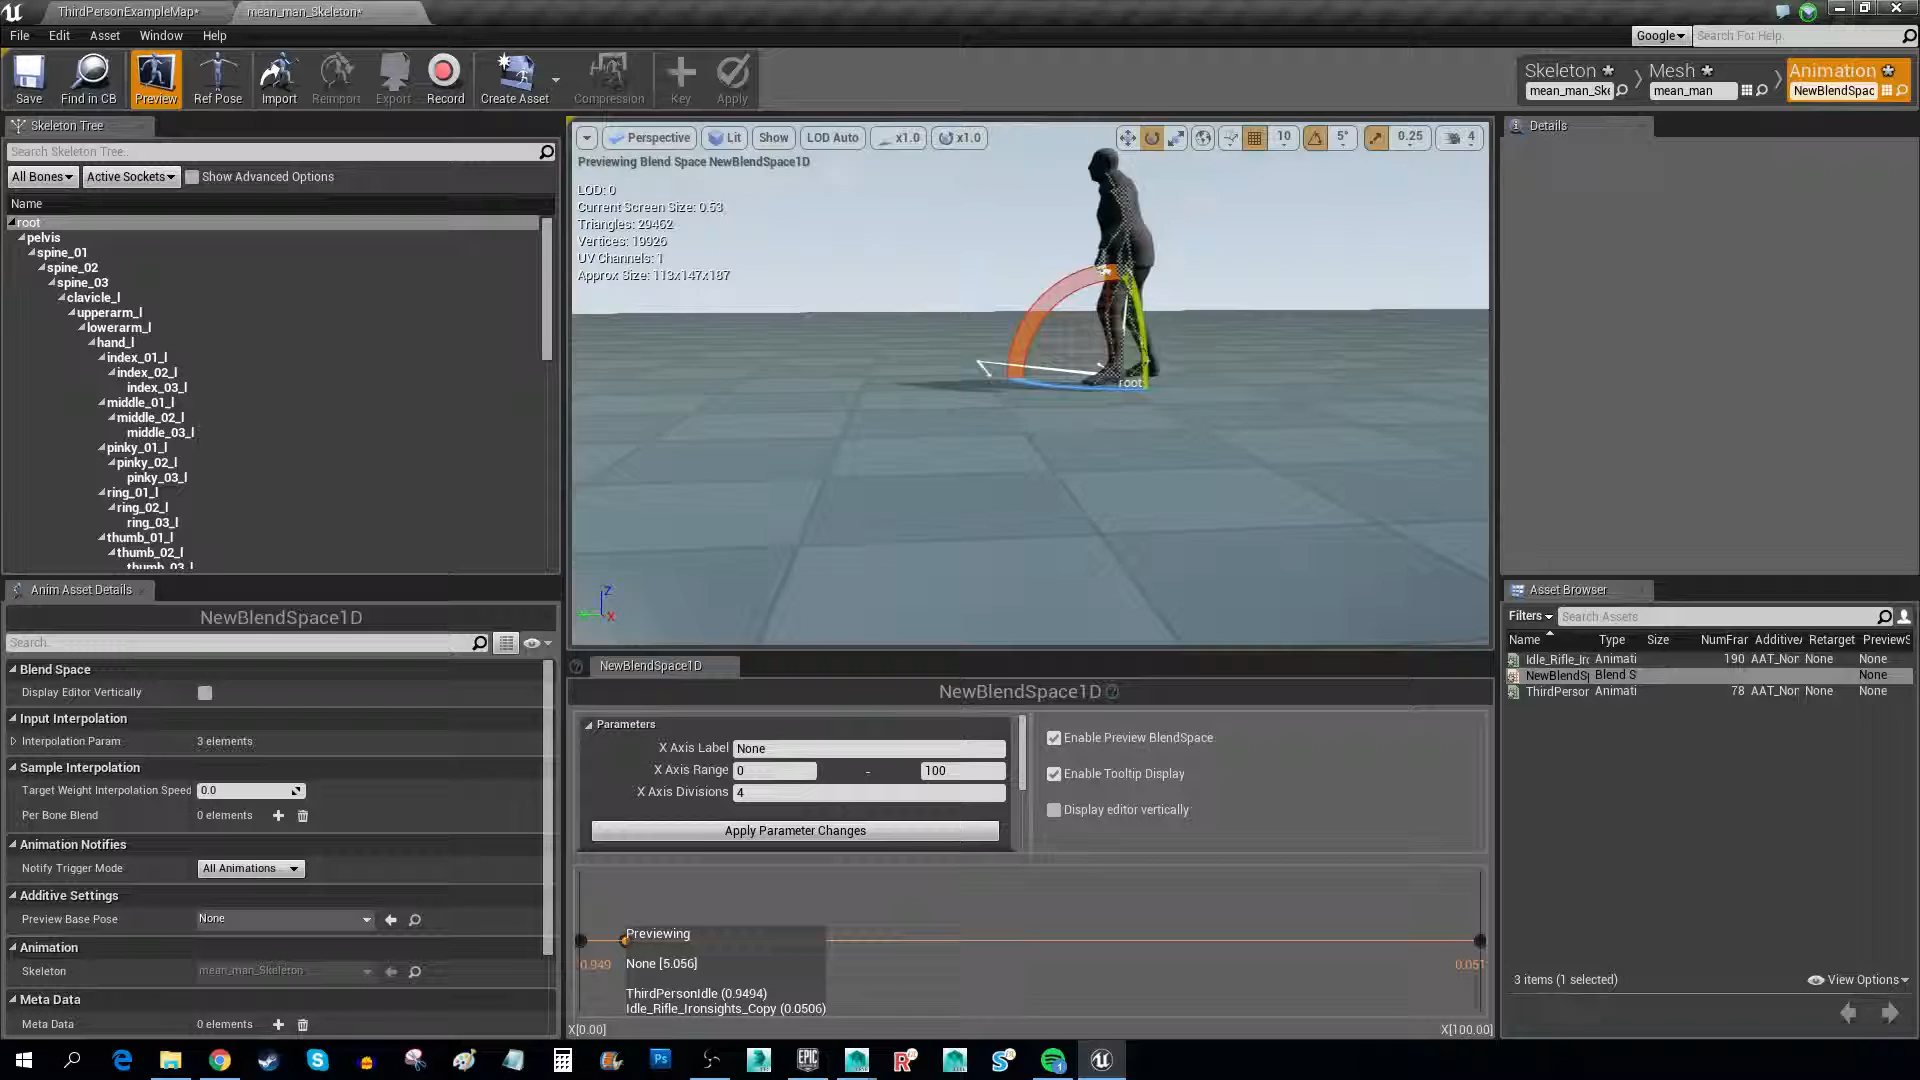 ThirdPersonExampleMap*
mean_man_Skeleton*
File Edit Asset Window Help
Google
Search For Help
Save
Find in CB
Preview
Ref Pose
Import
Reimport
Export
Record
Create Asset
Compression
Key
Apply
Skeleton
mean_man_Ske
Mesh
mean_man
Animation
NewBlendSpac
Skeleton Tree
Search Skeleton Tree..
All Bones
Active Sockets
Show Advanced Options
Name
root
pelvis
spine_01
spine_02
spine_03
clavicle_l
upperarm_l
lowerarm_l
hand_l
index_01_l
index_02_l
index_03_l
middle_01_l
middle_02_l
middle_03_l
pinky_01_l
pinky_02_l
pinky_03_l
ring_01_l
ring_02_l
ring_03_l
thumb_01_l
thumb_02_l
thumb_03_l
Perspective
Lit
Show
LOD Auto
x1.0
x1.0
10
5°
0.25
4
Previewing Blend Space NewBlendSpace1D
LOD: 0
Current Screen Size: 0.53
Triangles: 29462
Vertices: 19926
UV Channels: 1
Approx Size: 113x147x187
root
Z
X
Details
Anim Asset Details
NewBlendSpace1D
Search
Blend Space
Display Editor Vertically
Input Interpolation
Interpolation Param 3 elements
Sample Interpolation
Target Weight Interpolation Speed 0.0
Per Bone Blend 0 elements
Animation Notifies
Notify Trigger Mode All Animations
Additive Settings
Preview Base Pose None
Animation
Skeleton mean_man_Skeleton
Meta Data
Meta Data 0 elements
NewBlendSpace1D
NewBlendSpace1D
Parameters
X Axis Label None
X Axis Range 0 - 100
X Axis Divisions 4
Apply Parameter Changes
Enable Preview BlendSpace
Enable Tooltip Display
Display editor vertically
Previewing
0.949
None [5.056]
0.051
ThirdPersonIdle (0.9494)
Idle_Rifle_Ironsights_Copy (0.0506)
X[0.00]
X[100.00]
Asset Browser
Filters
Search Assets
Name Type Size NumFrar Additive Retarget PreviewS
Idle_Rifle_Irc Animati 190 AAT_Nor None None
NewBlendS Blend S None
ThirdPersor Animati 78 AAT_Nor None None
3 items (1 selected)
View Options
Ps
EPIC
GAMES
1